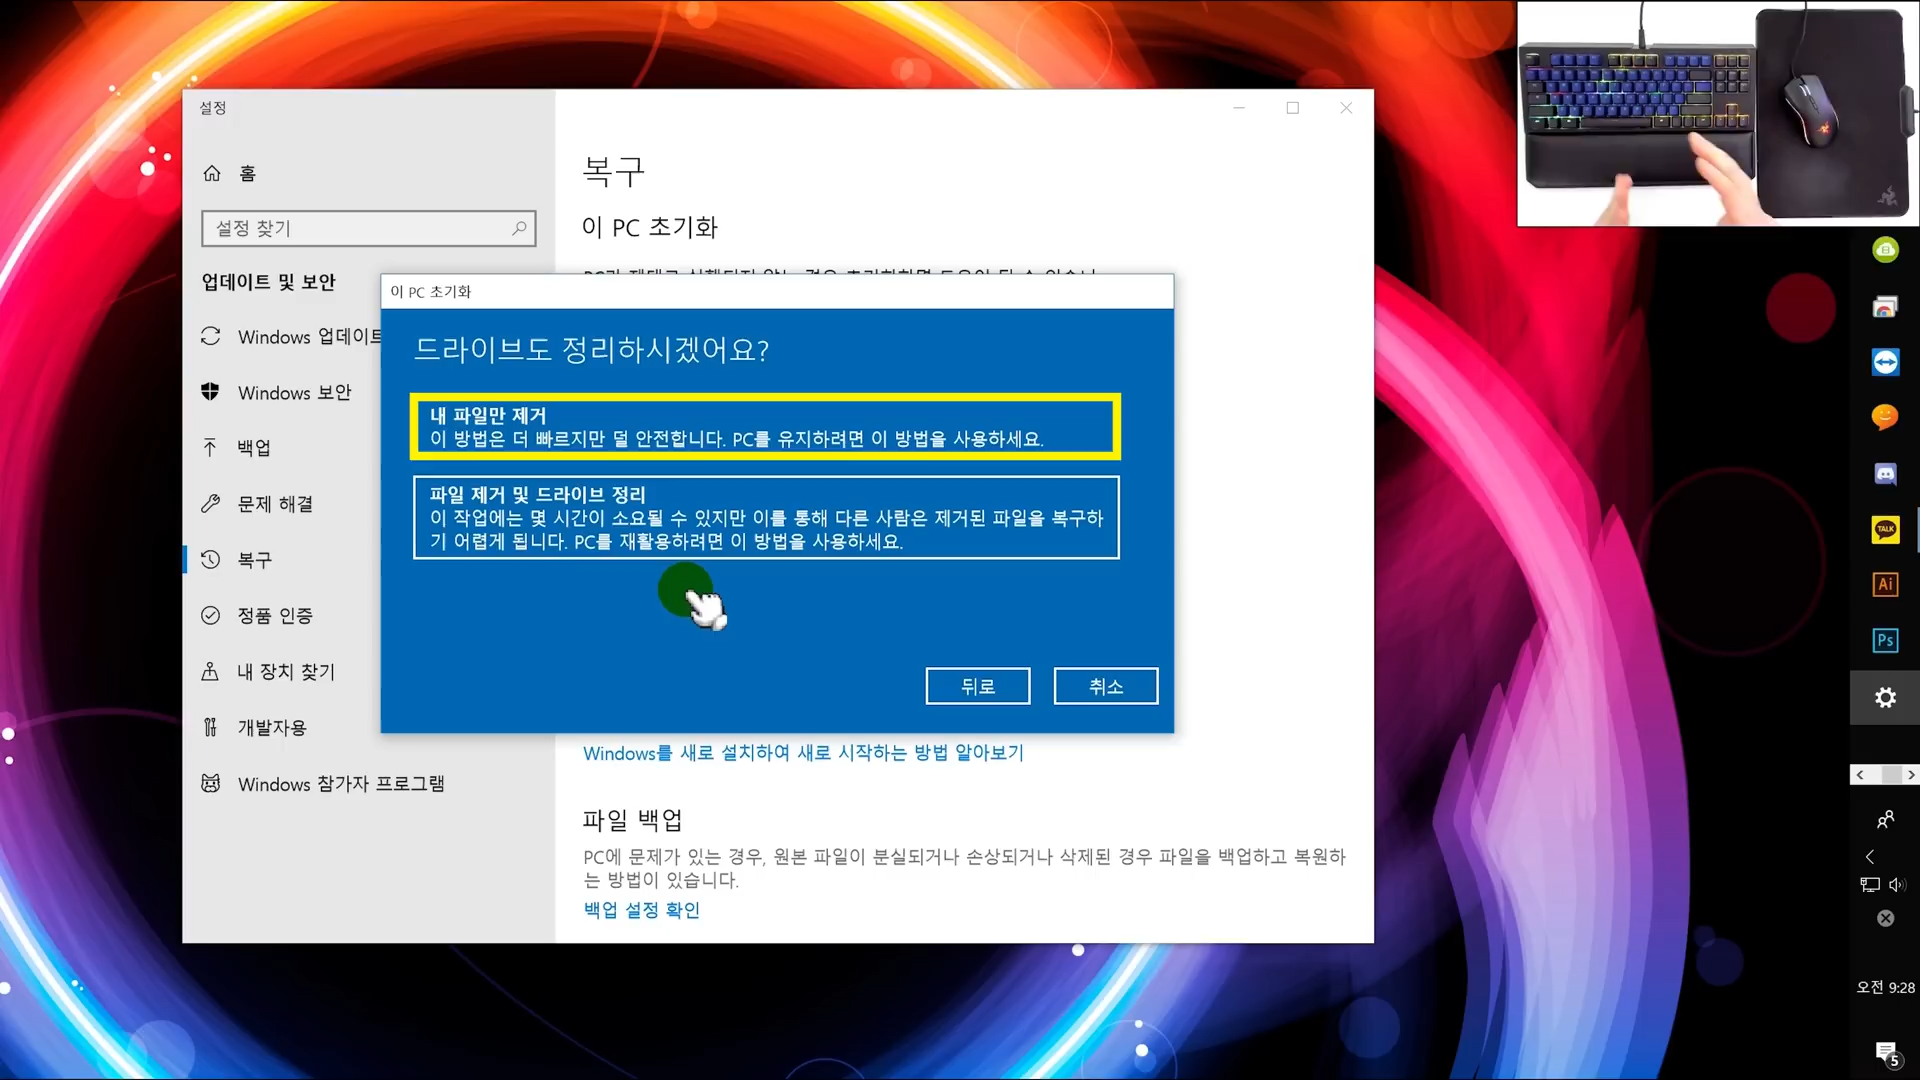 설정
홈
설정 찾기
업데이트 및 보안
Windows 업데이트
Windows 보안
백업
문제 해결
복구
정품 인증
내 장치 찾기
개발자용
Windows 참가자 프로그램
복구
이 PC 초기화
이 PC 초기화
드라이브도 정리하시겠어요?
내 파일만 제거
이 방법은 더 빠르지만 덜 안전합니다. PC를 유지하려면 이 방법을 사용하세요.
파일 제거 및 드라이브 정리
이 작업에는 몇 시간이 소요될 수 있지만 이를 통해 다른 사람은 제거된 파일을 복구하
기 어렵게 됩니다. PC를 재활용하려면 이 방법을 사용하세요.
뒤로
취소
Windows를 새로 설치하여 새로 시작하는 방법 알아보기
파일 백업
PC에 문제가 있는 경우, 원본 파일이 분실되거나 손상되거나 삭제된 경우 파일을 백업하고 복원하
는 방법이 있습니다.
백업 설정 확인
TALK
Ai
Ps
오전 9:28
5